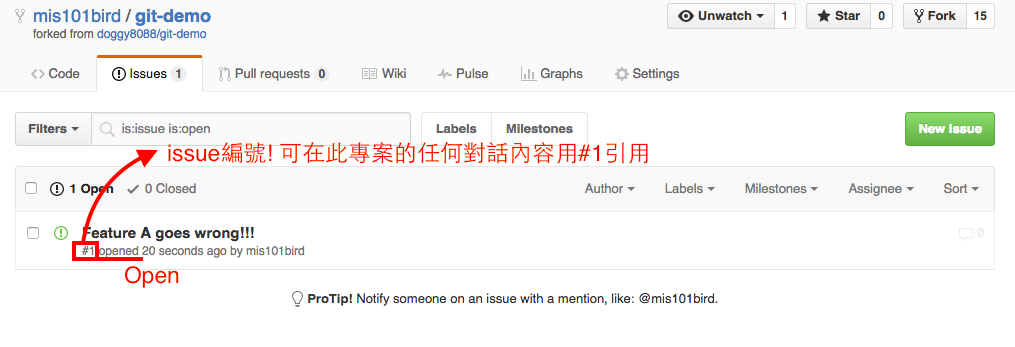 mis101bird / git-demo
forked from doggy8088/git-demo
Unwatch 1 Star 0 Fork 15
Code Issues 1 Pull requests 0 Wiki Pulse Graphs Settings
Filters is:issue is:open Labels Milestones New Issue
issue編號! 可在此專案的任何對話內容用#1引用
1 Open 0 Closed Author Labels Milestones Assignee Sort
Feature A goes wrong!!!
#1 opened 20 seconds ago by mis101bird 0
Open
ProTip! Notify someone on an issue with a mention, like: @mis101bird.